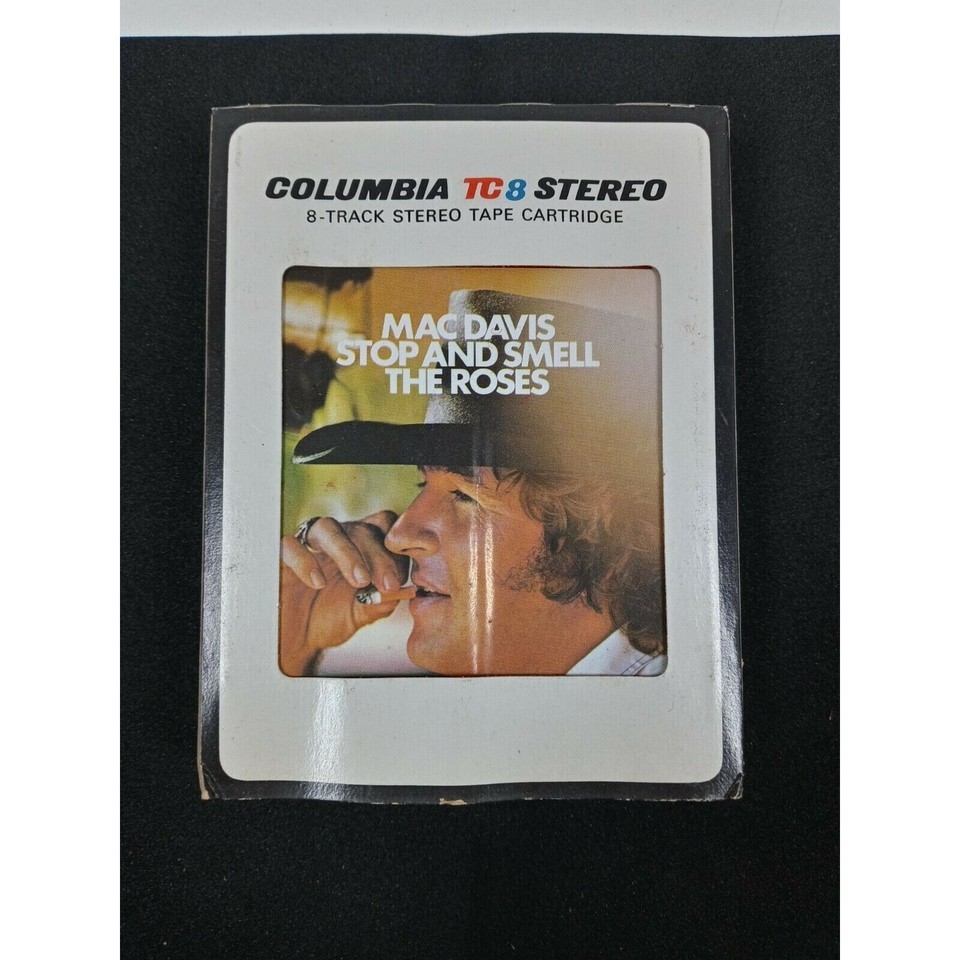 COLUMBIA TC8 STEREO
8-TRACK STEREO TAPE CARTRIDGE
MAC DAVIS
STOP AND SMELL
THE ROSES